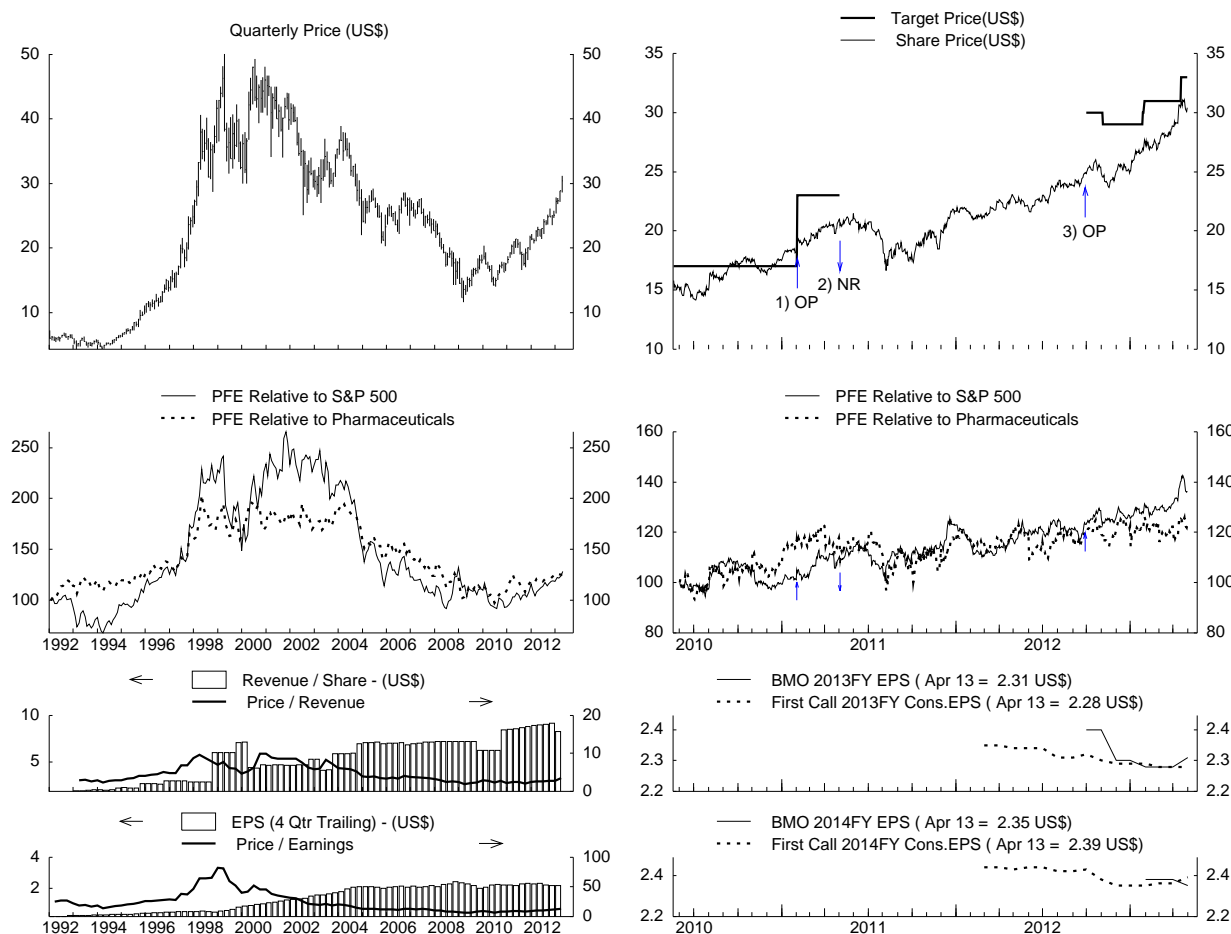 Quarterly Price (US$)
50 50
40 40
30 30
20 20
10 10
Target Price(US$)
Share Price(US$)
35 35
30 30
25 25
20 20
15 15
10 10
1) OP
2) NR
3) OP
PFE Relative to S&P 500
PFE Relative to Pharmaceuticals
250 250
200 200
150 150
100 100
1992 1994 1996 1998 2000 2002 2004 2006 2008 2010 2012
PFE Relative to S&P 500
PFE Relative to Pharmaceuticals
160 160
140 140
120 120
100 100
80 80
2010 2011 2012
Revenue / Share - (US$)
Price / Revenue
10 20
5 10
0
EPS (4 Qtr Trailing) - (US$)
Price / Earnings
4 100
2 50
0
1992 1994 1996 1998 2000 2002 2004 2006 2008 2010 2012
BMO 2013FY EPS ( Apr 13 = 2.31 US$)
First Call 2013FY Cons.EPS ( Apr 13 = 2.28 US$)
2.4 2.4
2.3 2.3
2.2 2.2
BMO 2014FY EPS ( Apr 13 = 2.35 US$)
First Call 2014FY Cons.EPS ( Apr 13 = 2.39 US$)
2.4 2.4
2.2 2.2
2010 2011 2012